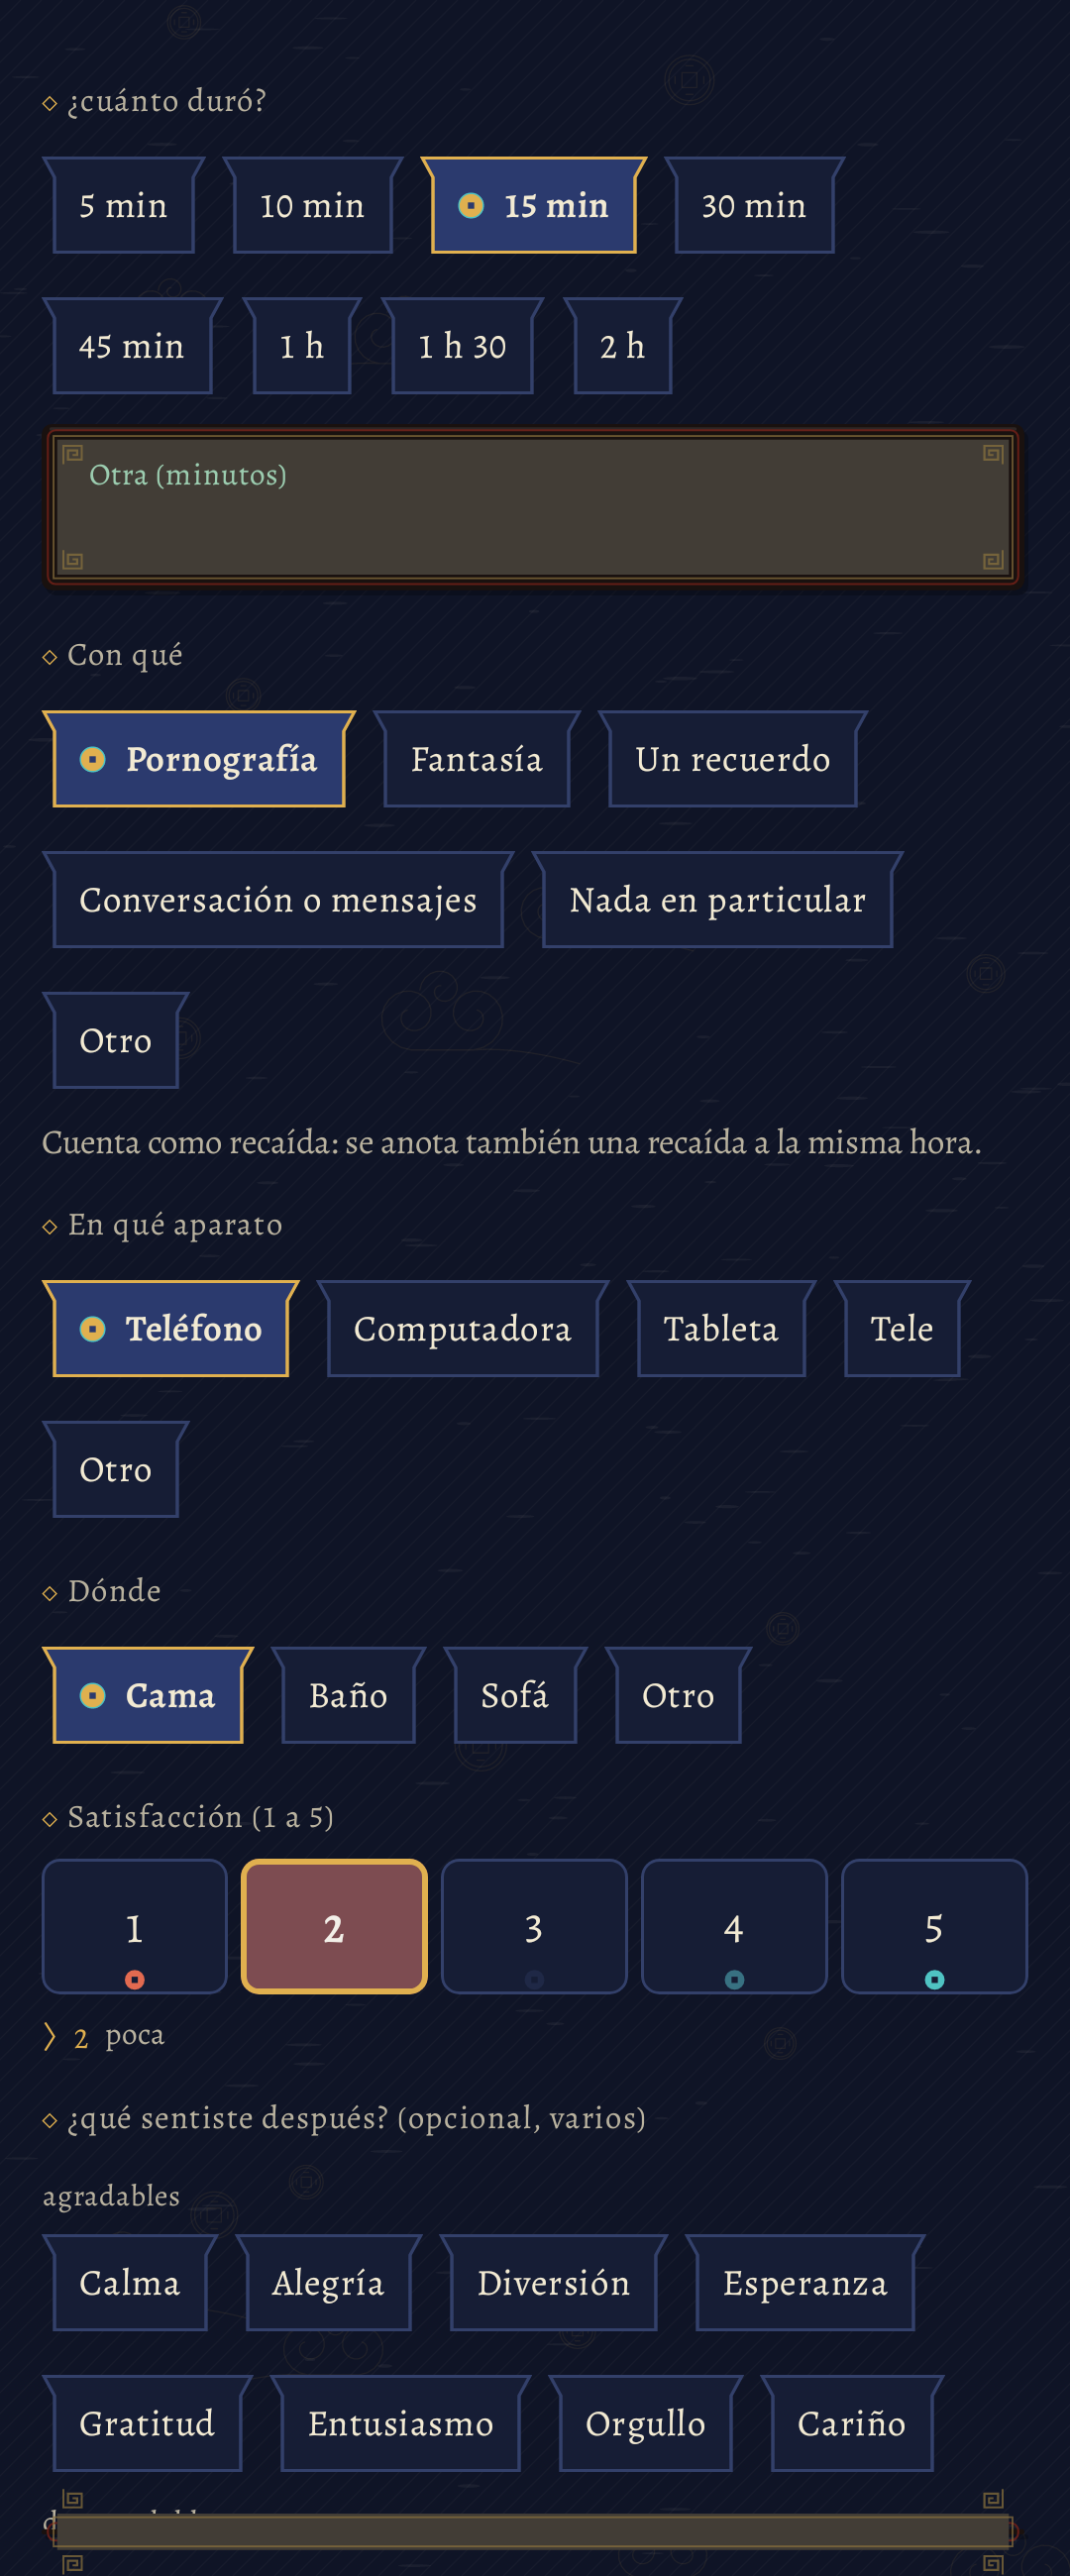 ¿cuánto duró?
5 min 10 min 15 min 30 min
45 min 1 h 1 h 30 2 h
Otra (minutos)
Con qué
Pornografía Fantasía Un recuerdo
Conversación o mensajes Nada en particular
Otro
Cuenta como recaída: se anota también una recaída a la misma hora.
En qué aparato
Teléfono Computadora Tableta Tele
Otro
Dónde
Cama Baño Sofá Otro
Satisfacción (1 a 5)
1 2 3 4 5
2 poca
¿qué sentiste después? (opcional, varios)
agradables
Calma Alegría Diversión Esperanza
Gratitud Entusiasmo Orgullo Cariño